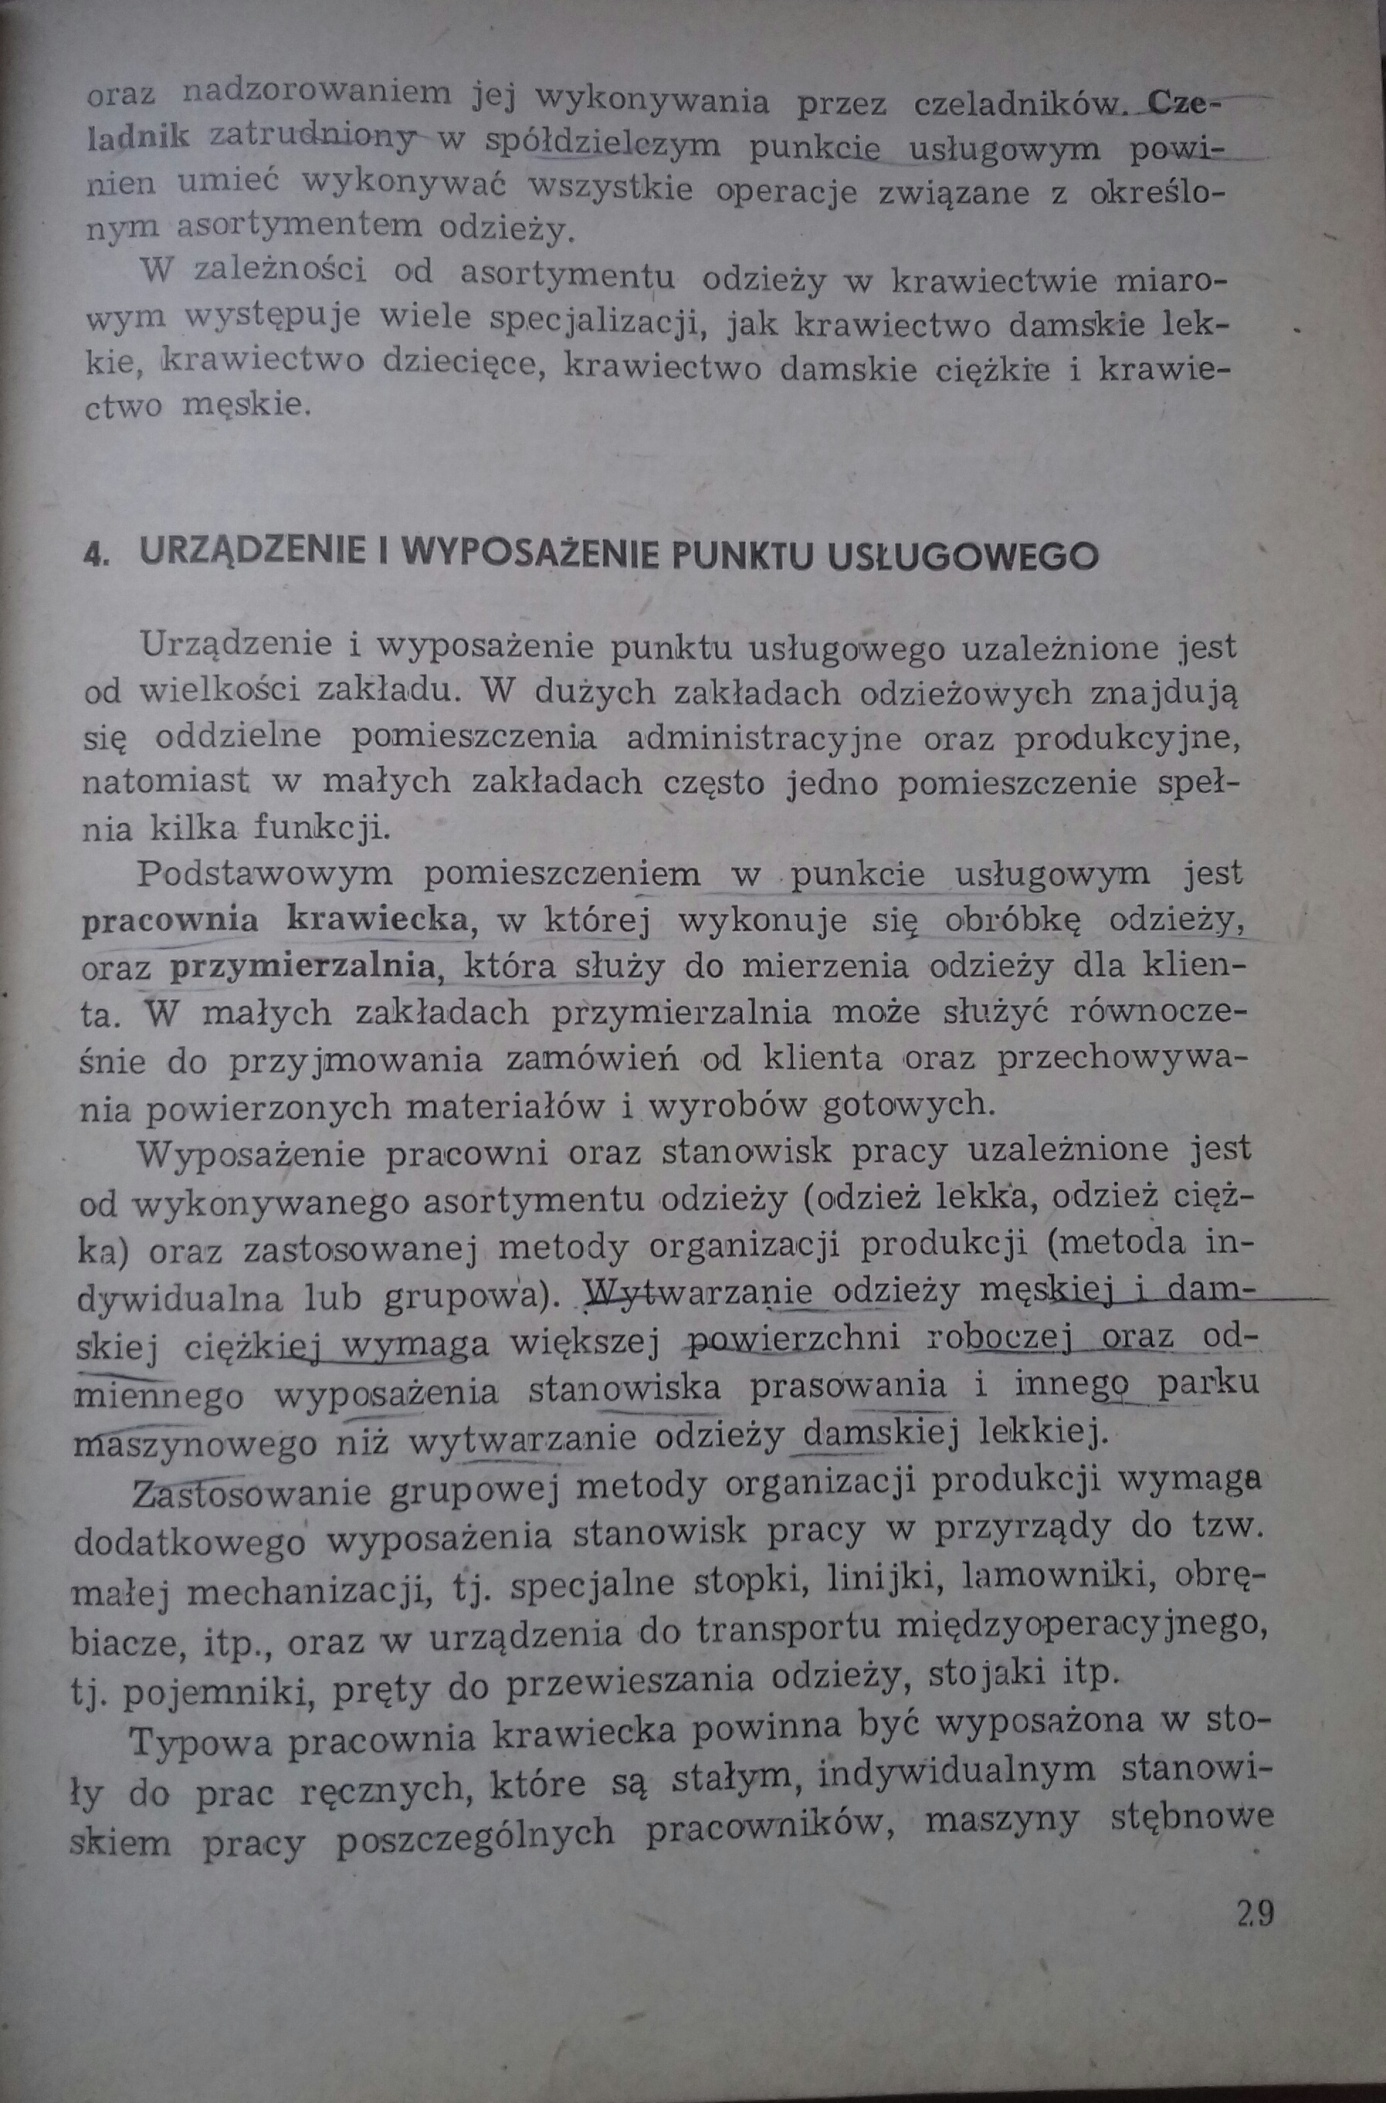 oraz nadzorowaniem jej wykonywania przez czeladników. Cze-
ladnik zatrudniony w spółdzielczym punkcie usługowym powi-
nien umieć wykonywać wszystkie operacje związane z określo-
nym asortymentem odzieży.
W zależności od asortymentu odzieży w krawiectwie miaro-
wym występuje wiele specjalizacji, jak krawiectwo damskie lek-
kie, krawiectwo dziecięce, krawiectwo damskie ciężkie i krawie-
ctwo męskie.
4. URZĄDZENIE I WYPOSAŻENIE PUNKTU USŁUGOWEGO
Urządzenie i wyposażenie punktu usługowego uzależnione jest
od wielkości zakładu. W dużych zakładach odzieżowych znajdują
się oddzielne pomieszczenia administracyjne oraz produkcyjne,
natomiast w małych zakładach często jedno pomieszczenie speł-
nia kilka funkcji.
Podstawowym pomieszczeniem w punkcie usługowym jest
pracownia krawiecka, w której wykonuje się obróbkę odzieży,
oraz przymierzalnia, która służy do mierzenia odzieży dla klien-
ta. W małych zakładach przymierzalnia może służyć równocze-
śnie do przyjmowania zamówień od klienta oraz przechowywa-
nia powierzonych materiałów i wyrobów gotowych.
Wyposażenie pracowni oraz stanowisk pracy uzależnione jest
od wykonywanego asortymentu odzieży (odzież lekka, odzież cięż-
ka) oraz zastosowanej metody organizacji produkcji (metoda in-
dywidualna lub grupowa). Wytwarzanie odzieży męskiej i dam-
skiej ciężkiej wymaga większej powierzchni roboczej oraz od-
miennego wyposażenia stanowiska prasowania i innego parku
maszynowego niż wytwarzanie odzieży damskiej lekkiej.
Zastosowanie grupowej metody organizacji produkcji wymaga
dodatkowego wyposażenia stanowisk pracy w przyrządy do tzw.
małej mechanizacji, tj. specjalne stopki, linijki, lamowniki, obrę-
biacze, itp., oraz w urządzenia do transportu międzyoperacyjnego,
tj. pojemniki, pręty do przewieszania odzieży, stojaki itp.
Typowa pracownia krawiecka powinna być wyposażona w sto-
ły do prac ręcznych, które są stałym, indywidualnym stanowi-
skiem pracy poszczególnych pracowników, maszyny stębnowe
29